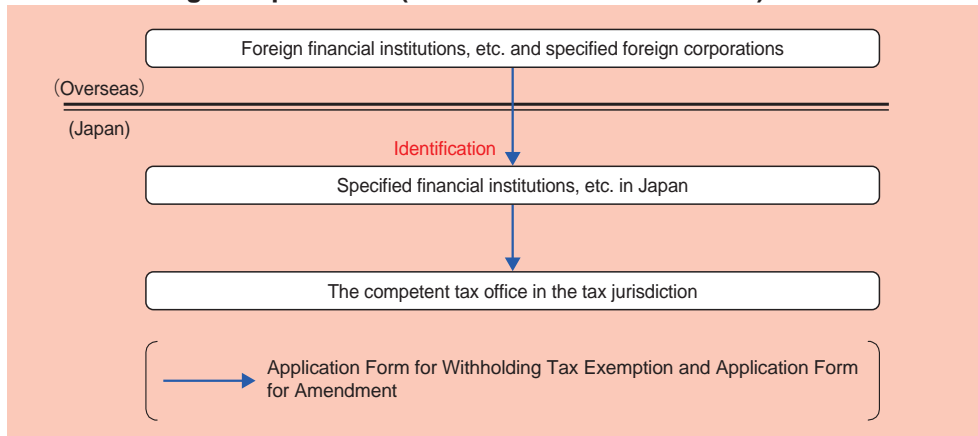 Foreign financial institutions, etc. and specified foreign corporations
(Overseas)
(Japan)
Identification
Specified financial institutions, etc. in Japan
The competent tax office in the tax jurisdiction
Application Form for Withholding Tax Exemption and Application Form
for Amendment